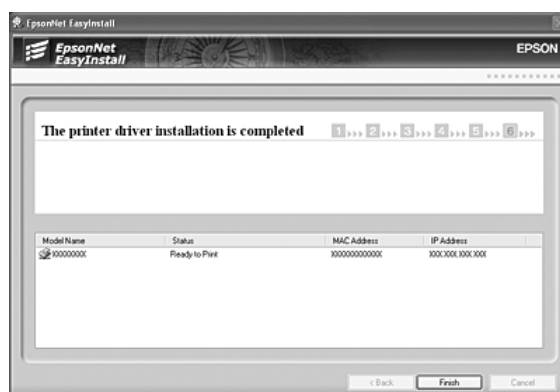 EpsonNet EasyInstall
EpsonNet
EasyInstall
EPSON
The printer driver installation is completed
1 2 3 4 5 6
Model Name Status MAC Address IP Address
XXXXXXXX Ready to Print XXXXXXXXXXXX XXX.XXX.XXX.XXX
< Back Finish Cancel